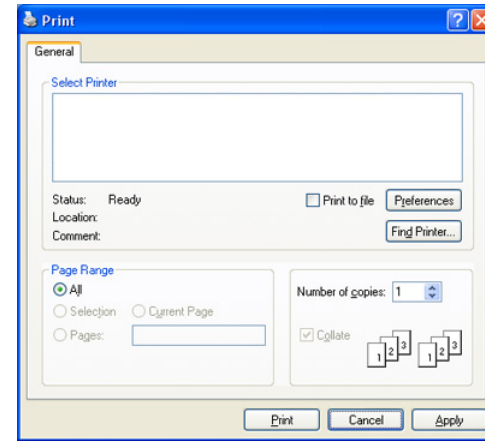 Print
General
Select Printer
Status: Ready
Print to file Preferences
Location:
Comment:
Find Printer...
Page Range
All
Selection Current Page
Pages:
Number of copies: 1
Collate
1 2 3 1 2 3
Print Cancel Apply